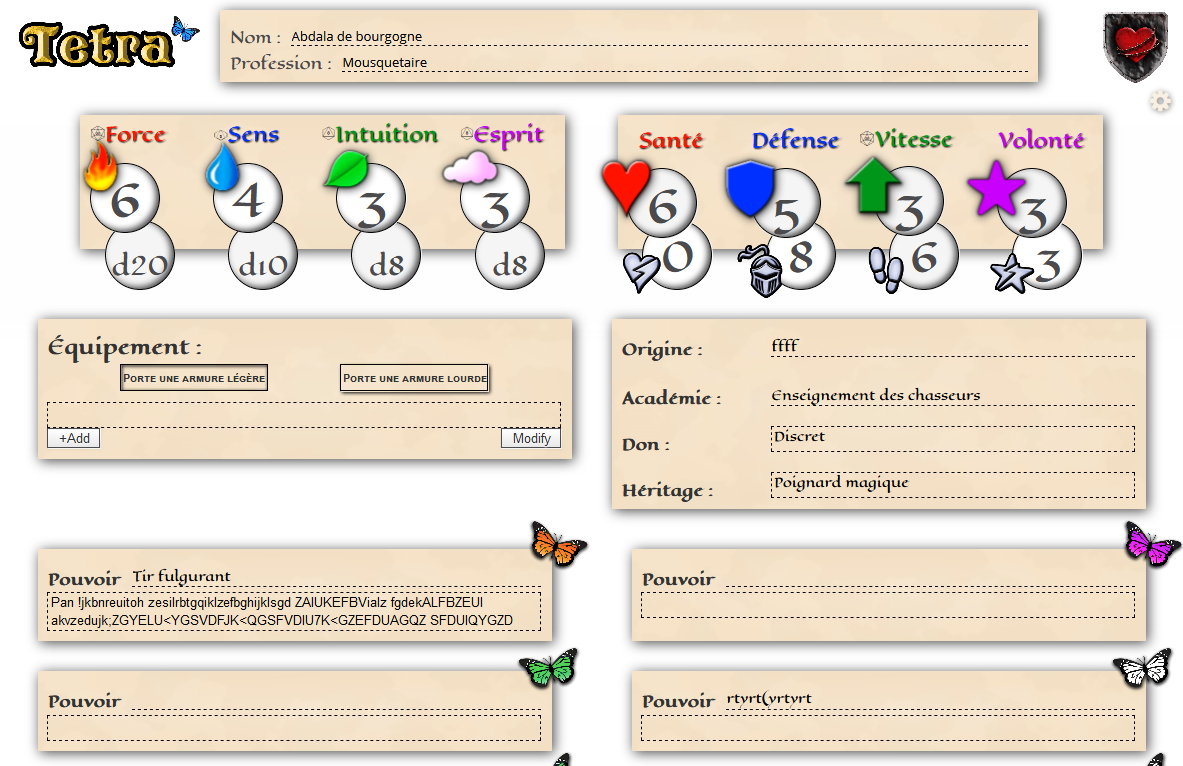 Tetra
Nom : Abdala de bourgogne
Profession : Mousquetaire
Force Sens Intuition Esprit
6 4 3 3
d20 d10 d8 d8
Santé Défense Vitesse Volonté
6 5 3 3
0 8 6 3
Équipement :
Porte une armure légère Porte une armure lourde
+Add Modify
Origine : ffff
Académie : Enseignement des chasseurs
Don : Discret
Héritage : Poignard magique
Pouvoir Tir fulgurant
Pan !jkbnreuitoh zesilrbtgqiklzefbghijklsgd ZAIUKEFBVialz fgdekALFBZEUI
akvzedujk;ZGYELU<YGSVDFJK<QGSFVDIU7K<GZEFDUAGQZ SFDUIQYGZD
Pouvoir
Pouvoir
Pouvoir rtyrt(yrtyrt